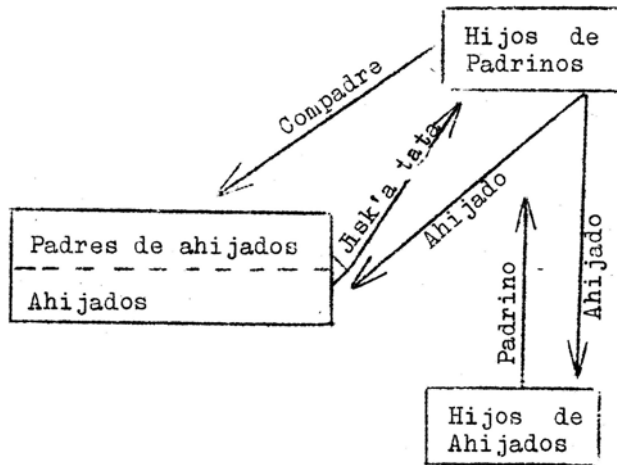 Hijos de
Padrinos
Compadre
Jisk'a tata
Ahijado
Padres de ahijados
Ahijados
Padrino
Ahijado
Hijos de
Ahijados